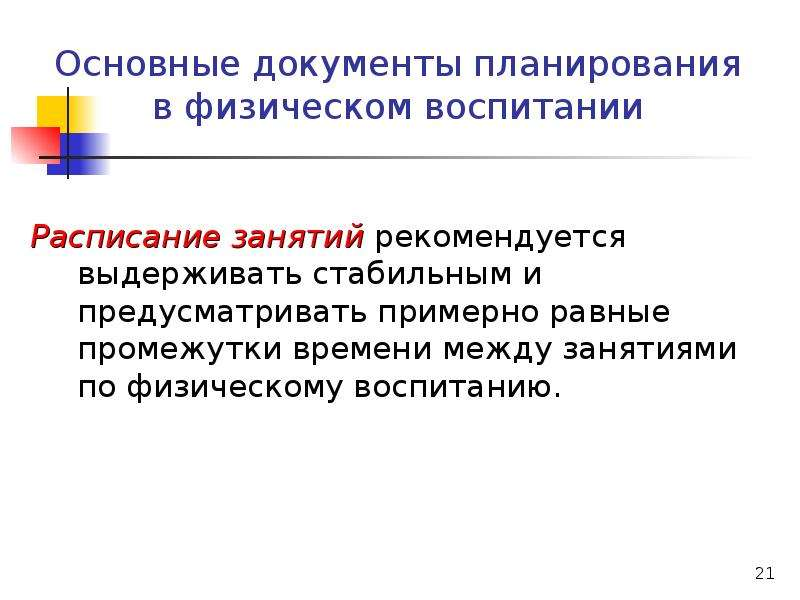 Основные документы планирования
в физическом воспитании
Расписание занятий рекомендуется
выдерживать стабильным и
предусматривать примерно равные
промежутки времени между занятиями
по физическому воспитанию.
21